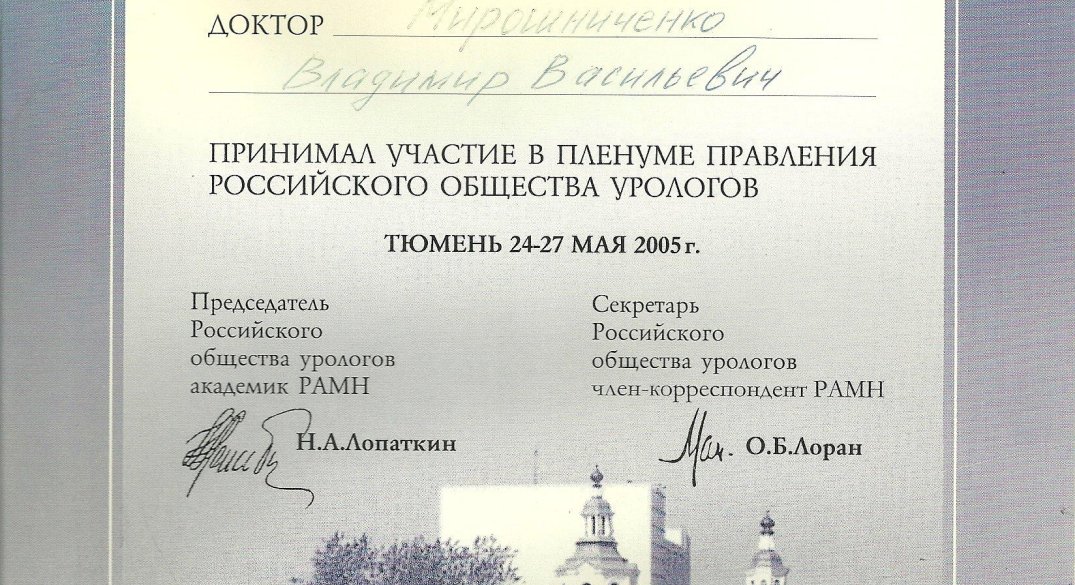 ДОКТОР Мирошниченко
Владимир Васильевич
ПРИНИМАЛ УЧАСТИЕ В ПЛЕНУМЕ ПРАВЛЕНИЯ
РОССИЙСКОГО ОБЩЕСТВА УРОЛОГОВ
ТЮМЕНЬ 24-27 МАЯ 2005 г.
Председатель
Российского
общества урологов
академик РАМН
Н.А.Лопаткин
Секретарь
Российского
общества урологов
член-корреспондент РАМН
О.Б.Лоран